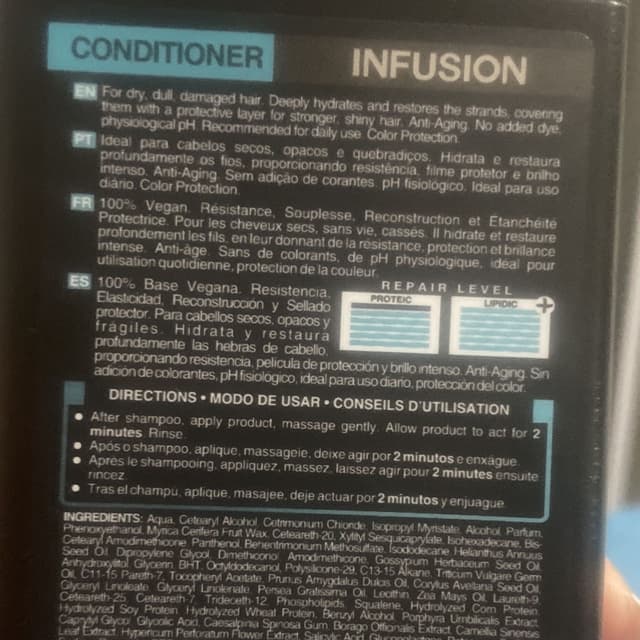 CONDITIONER
INFUSION
EN For dry, dull, damaged hair. Deeply hydrates and restores the strands, covering
them with a protective layer for stronger, shiny hair. Anti-Aging. No added dye,
physiological pH. Recommended for daily use. Color Protection.
PT Ideal para cabelos secos, opacos e quebradiços. Hidrata e restaura
profundamente os fios, proporcionando resistência, filme protetor e brilho
intenso. Anti-Aging. Sem adição de corantes. pH fisiológico. Ideal para uso
diário. Color Protection.
FR 100% Vegan. Résistance, Souplesse, Reconstruction et Étanchéité
Protectrice. Pour les cheveux secs, sans vie, cassés. Il hidrate et restaure
profondement les fils, en leur donnant de la résistance, protection et brillance
intense. Anti-âge. Sans de colorants, de pH physiologique, idéal pour
utilisation quotidienne, protection de la couleur.
ES 100% Base Vegana. Resistencia,
Elasticidad, Reconstrucción y Sellado
protector. Para cabellos secos, opacos y
frágiles. Hidrata y restaura
profundamente las hebras de cabello,
proporcionando resistencia, película de protección y brillo intenso. Anti-Aging. Sin
adición de colorantes, pH fisiológico, ideal para uso diario, protección del color.
REPAIR LEVEL
PROTEIC
LIPIDIC +
DIRECTIONS • MODO DE USAR • CONSEILS D'UTILISATION
• After shampoo, apply product, massage gently. Allow product to act for 2
minutes. Rinse.
• Após o shampoo, aplique, massageie, deixe agir por 2 minutos e enxágue.
• Après le shampooing, appliquez, massez, laissez agir pour 2 minutes ensuite
rincez.
• Tras el champú, aplique, masajee, deje actuar por 2 minutos y enjuague.
INGREDIENTS: Aqua, Cetearyl Alcohol, Cetrimonium Chloride, Isopropyl Myristate, Alcohol, Parfum,
Phenoxyethanol, Myrica Cerifera Fruit Wax, Ceteareth-20, Xylityl Sesquicaprylate, Isohexadecane, Bis-
Cetearyl Amodimethicone, Panthenol, Behentrimonium Methosulfate, Isododecane, Helianthus Annuus
Seed Oil, Dipropylene Glycol, Dimethicone, Amodimethicone, Gossypium Herbaceum Seed Oil,
Anhydroxylitol, Glycerin, BHT, Octyldodecanol, Polysilicone-29, C13-15 Alkane, Triticum Vulgare Germ
Oil, C11-15 Pareth-7, Tocopheryl Acetate, Prunus Amygdalus Dulcis Oil, Corylus Avellana Seed Oil,
Glyceryl Linoleate, Glyceryl Linolenate, Persea Gratissima Oil, Lecithin, Zea Mays Oil, Laureth-9,
Ceteareth-25, Ceteareth-7, Trideceth-12, Phospholipids, Squalene, Hydrolyzed Corn Protein,
Hydrolyzed Soy Protein, Hydrolyzed Wheat Protein, Benzyl Alcohol, Porphyra Umbilicalis Extract,
Caprylyl Glycol, Glycolic Acid, Caesalpinia Spinosa Gum, Borago Officinalis Extract, Camellia Sinensis
Leaf Extract, Hypericum Perforatum Flower Extract, Salicylic Acid,